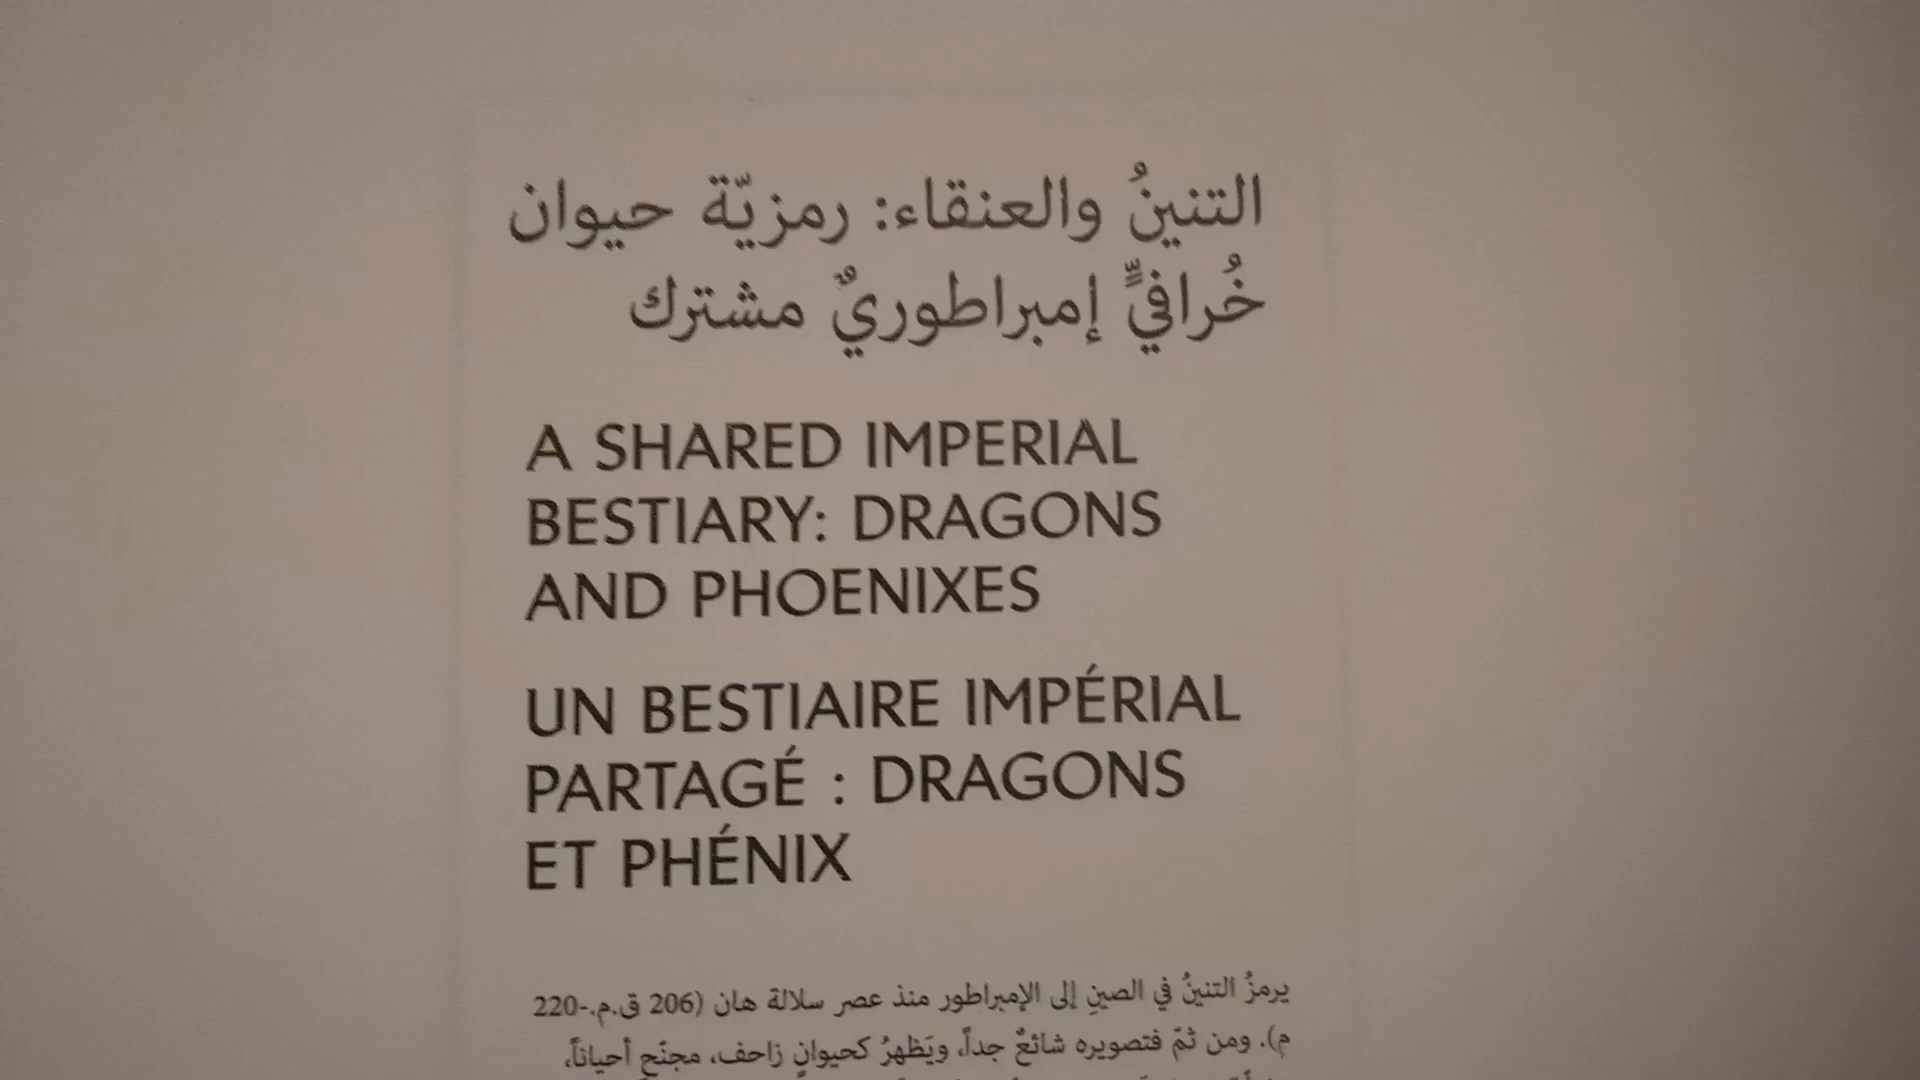 التنينُ والعنقاء: رمزيّة حيوان
خُرافيٍّ إمبراطوريٌ مشترك
A SHARED IMPERIAL
BESTIARY: DRAGONS
AND PHOENIXES
UN BESTIAIRE IMPÉRIAL
PARTAGÉ : DRAGONS
ET PHÉNIX
يرمزُ التنينُ في الصينِ إلى الإمبراطور منذ عصر سلالة هان (206 ق.م.-220
م). ومن ثمّ فتصويره شائعٌ جداً، ويَظهرُ كحيوانٍ زاحف، مجنّحٍ أحياناً،